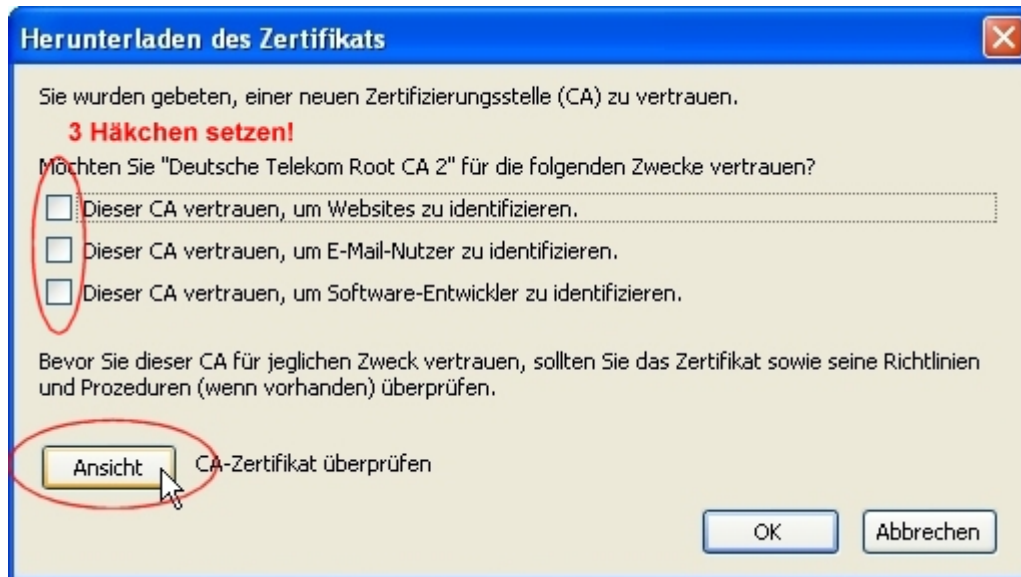 Herunterladen des Zertifikats
Sie wurden gebeten, einer neuen Zertifizierungsstelle (CA) zu vertrauen.
3 Häkchen setzen!
Möchten Sie "Deutsche Telekom Root CA 2" für die folgenden Zwecke vertrauen?
Dieser CA vertrauen, um Websites zu identifizieren.
Dieser CA vertrauen, um E-Mail-Nutzer zu identifizieren.
Dieser CA vertrauen, um Software-Entwickler zu identifizieren.
Bevor Sie dieser CA für jeglichen Zweck vertrauen, sollten Sie das Zertifikat sowie seine Richtlinien
und Prozeduren (wenn vorhanden) überprüfen.
Ansicht CA-Zertifikat überprüfen
OK Abbrechen